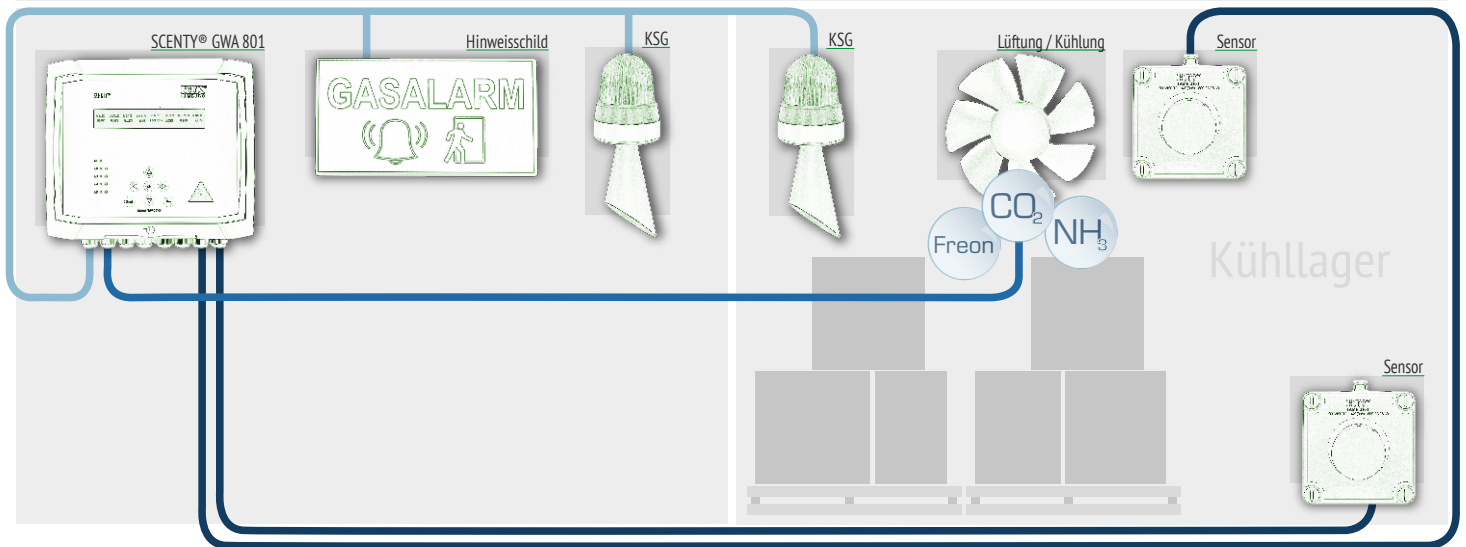 SCENTY® GWA 801
Hinweisschild
KSG
KSG
Lüftung / Kühlung
Sensor
GASALARM
CO₂
Freon
NH₃
Kühllager
Sensor